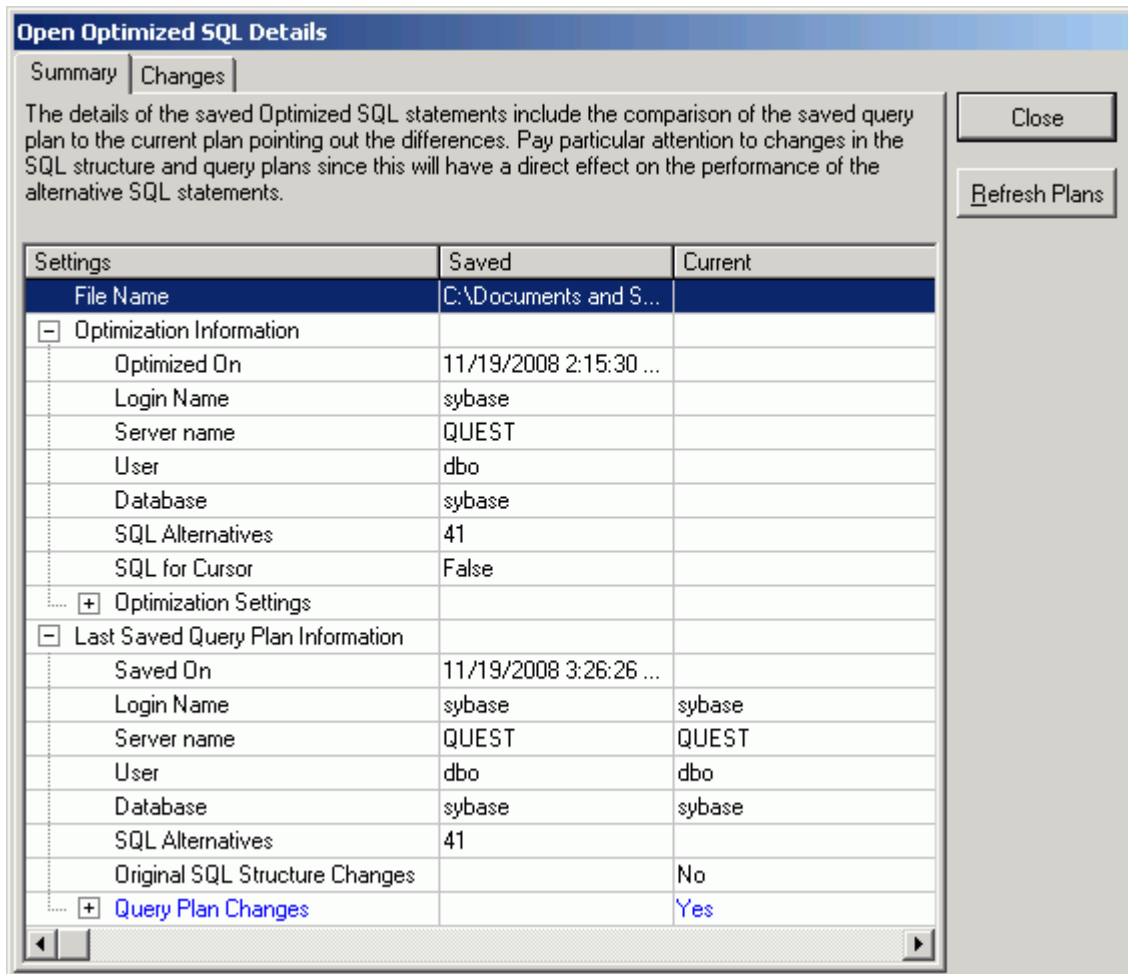 Open Optimized SQL Details
Summary Changes
The details of the saved Optimized SQL statements include the comparison of the saved query
plan to the current plan pointing out the differences. Pay particular attention to changes in the
SQL structure and query plans since this will have a direct effect on the performance of the
alternative SQL statements.
Close
Refresh Plans
Settings Saved Current
File Name C:\Documents and S...
Optimization Information
Optimized On 11/19/2008 2:15:30 ...
Login Name sybase
Server name QUEST
User dbo
Database sybase
SQL Alternatives 41
SQL for Cursor False
Optimization Settings
Last Saved Query Plan Information
Saved On 11/19/2008 3:26:26 ...
Login Name sybase sybase
Server name QUEST QUEST
User dbo dbo
Database sybase sybase
SQL Alternatives 41
Original SQL Structure Changes No
Query Plan Changes Yes